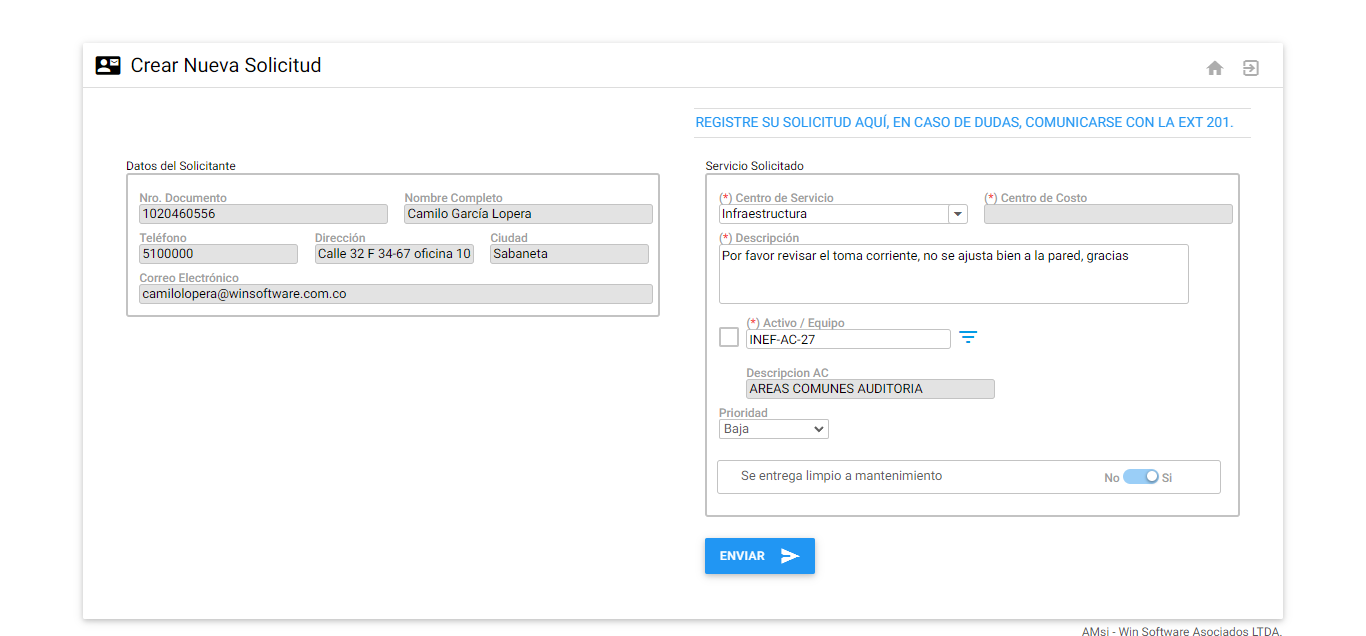 Crear Nueva Solicitud
REGISTRE SU SOLICITUD AQUÍ, EN CASO DE DUDAS, COMUNICARSE CON LA EXT 201.
Datos del Solicitante
Nro. Documento
1020460556
Nombre Completo
Camilo García Lopera
Teléfono
5100000
Dirección
Calle 32 F 34-67 oficina 10
Ciudad
Sabaneta
Correo Electrónico
camilolopera@winsoftware.com.co
Servicio Solicitado
(*) Centro de Servicio
Infraestructura
(*) Centro de Costo
(*) Descripción
Por favor revisar el toma corriente, no se ajusta bien a la pared, gracias
(*) Activo / Equipo
INEF-AC-27
Descripcion AC
AREAS COMUNES AUDITORIA
Prioridad
Baja
Se entrega limpio a mantenimiento
No Si
ENVIAR
AMsi - Win Software Asociados LTDA.